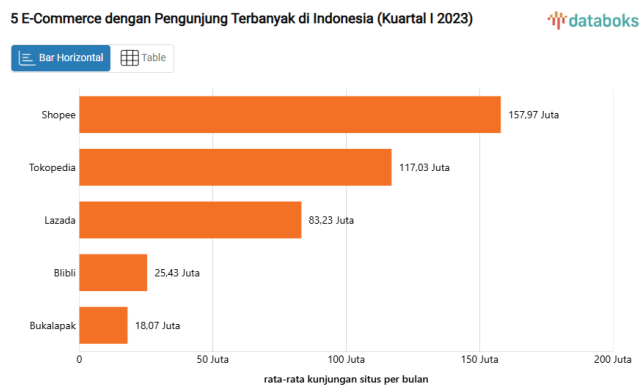 5 E-Commerce dengan Pengunjung Terbanyak di Indonesia (Kuartal I 2023)
databoks
Bar Horizontal Table
Shopee 157,97 Juta
Tokopedia 117,03 Juta
Lazada 83,23 Juta
Blibli 25,43 Juta
Bukalapak 18,07 Juta
0 50 Juta 100 Juta 150 Juta 200 Juta
rata-rata kunjungan situs per bulan